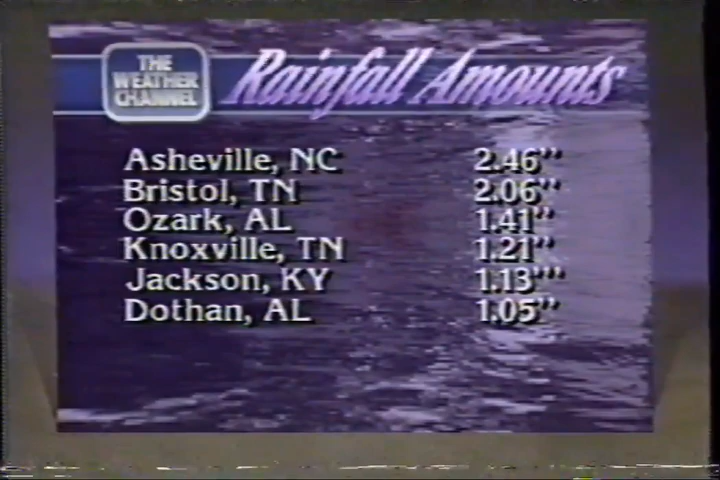 THE
WEATHER
CHANNEL
Rainfall Amounts
Asheville, NC 2.46''
Bristol, TN 2.06''
Ozark, AL 1.41''
Knoxville, TN 1.21''
Jackson, KY 1.13'''
Dothan, AL 1.05''